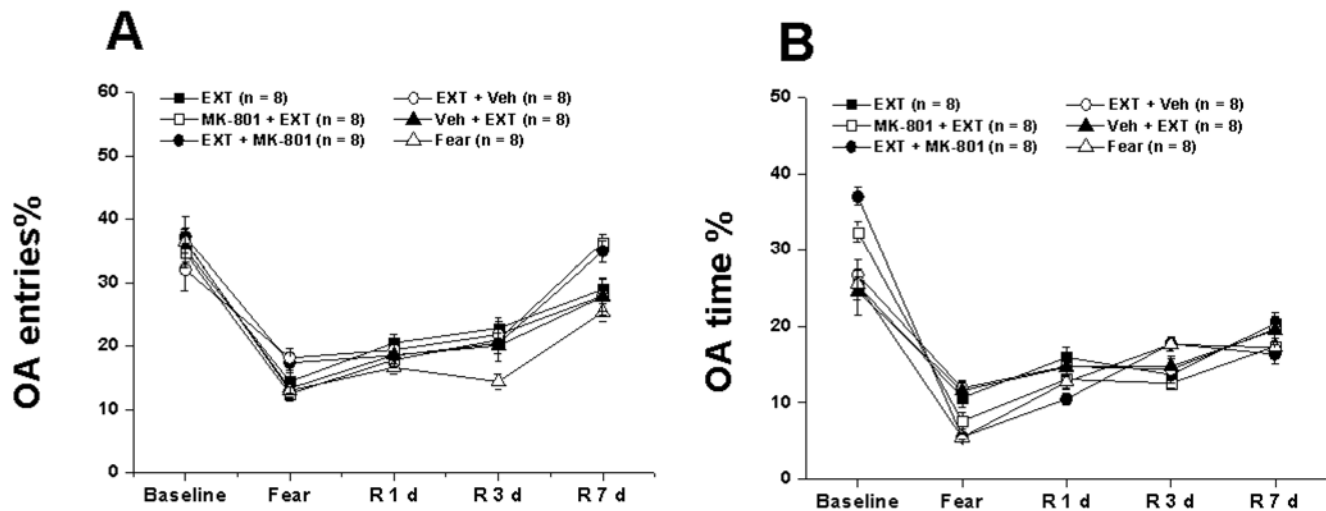 A
OA entries%
60
50
40
30
20
10
0
EXT (n = 8)
MK-801 + EXT (n = 8)
EXT + MK-801 (n = 8)
EXT + Veh (n = 8)
Veh + EXT (n = 8)
Fear (n = 8)
Baseline Fear R 1 d R 3 d R 7 d
B
OA time %
50
40
30
20
10
0
EXT (n = 8)
MK-801 + EXT (n = 8)
EXT + MK-801 (n = 8)
EXT + Veh (n = 8)
Veh + EXT (n = 8)
Fear (n = 8)
Baseline Fear R 1 d R 3 d R 7 d